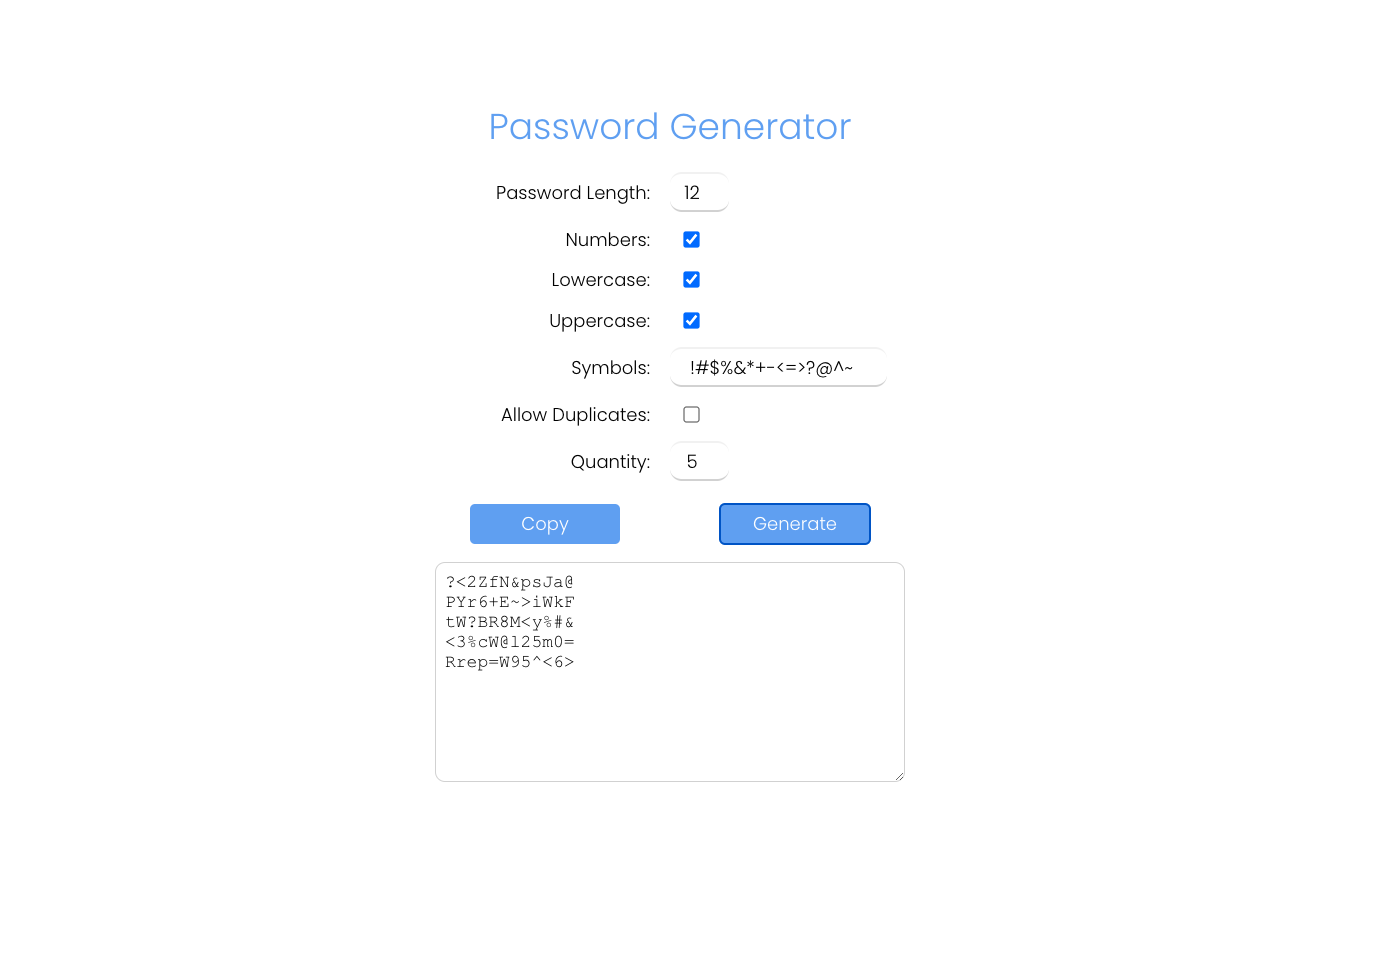 Password Generator
Password Length: 12
Numbers:
Lowercase:
Uppercase:
Symbols: !#$%&*+-<=>?@^~
Allow Duplicates:
Quantity: 5
Copy Generate
?<2ZfN&psJa@
PYr6+E~>iWkF
tW?BR8M<y%#&
<3%cW@l25m0=
Rrep=W95^<6>